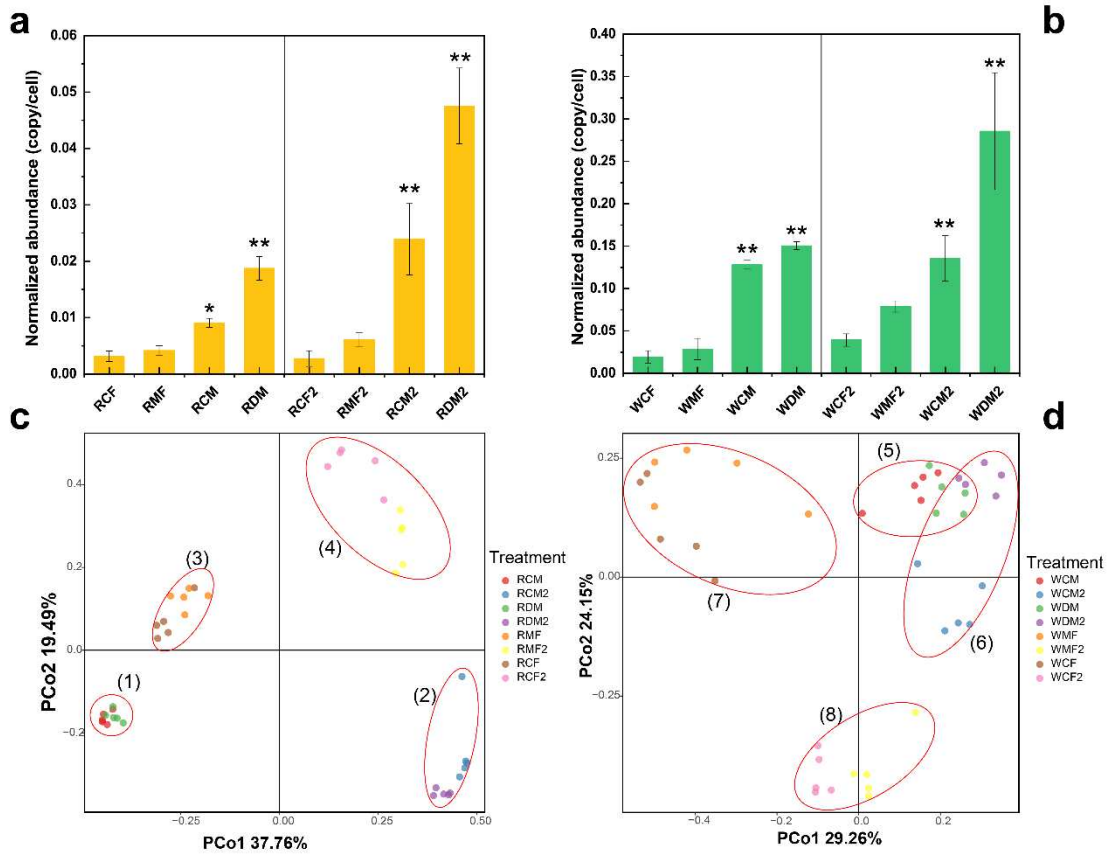 a
b
Normalized abundance (copy/cell)
0.06
0.05
0.04
0.03
0.02
0.01
0.00
*
**
**
**
RCF
RMF
RCM
RDM
RCF2
RMF2
RCM2
RDM2
Normalized abundance (copy/cell)
0.40
0.35
0.30
0.25
0.20
0.15
0.10
0.05
0.00
**
**
**
**
WCF
WMF
WCM
WDM
WCF2
WMF2
WCM2
WDM2
c
PCo2 19.49%
0.4
0.2
0.0
-0.2
(1)
(2)
(3)
(4)
−0.25
0.00
0.25
0.50
PCo1 37.76%
Treatment
RCM
RCM2
RDM
RDM2
RMF
RMF2
RCF
RCF2
d
PCo2 24.15%
0.25
0.00
−0.25
(5)
(6)
(7)
(8)
−0.4
−0.2
0.0
0.2
PCo1 29.26%
Treatment
WCM
WCM2
WDM
WDM2
WMF
WMF2
WCF
WCF2